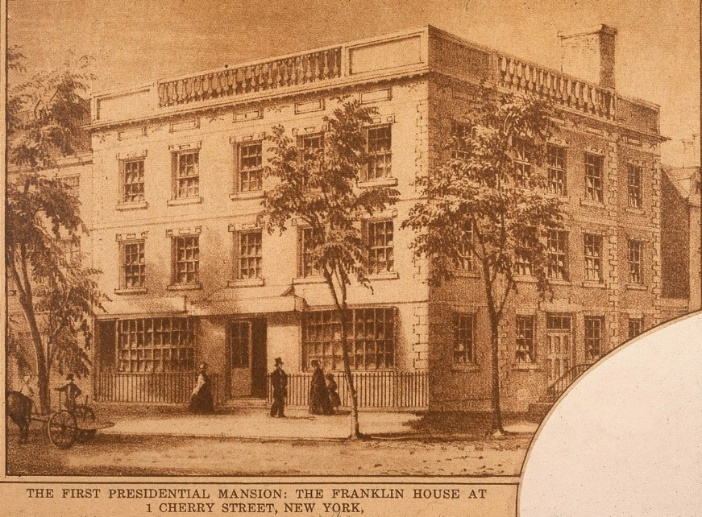 THE FIRST PRESIDENTIAL MANSION: THE FRANKLIN HOUSE AT
1 CHERRY STREET, NEW YORK,